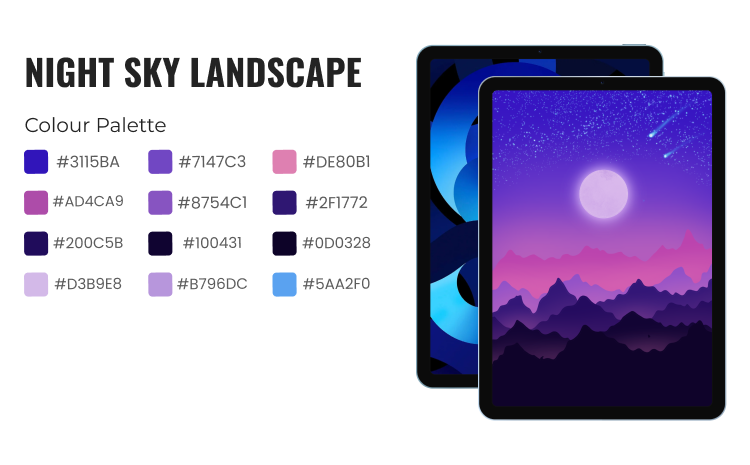 NIGHT SKY LANDSCAPE
Colour Palette
#3115BA #7147C3 #DE80B1
#AD4CA9 #8754C1 #2F1772
#200C5B #100431 #0D0328
#D3B9E8 #B796DC #5AA2F0